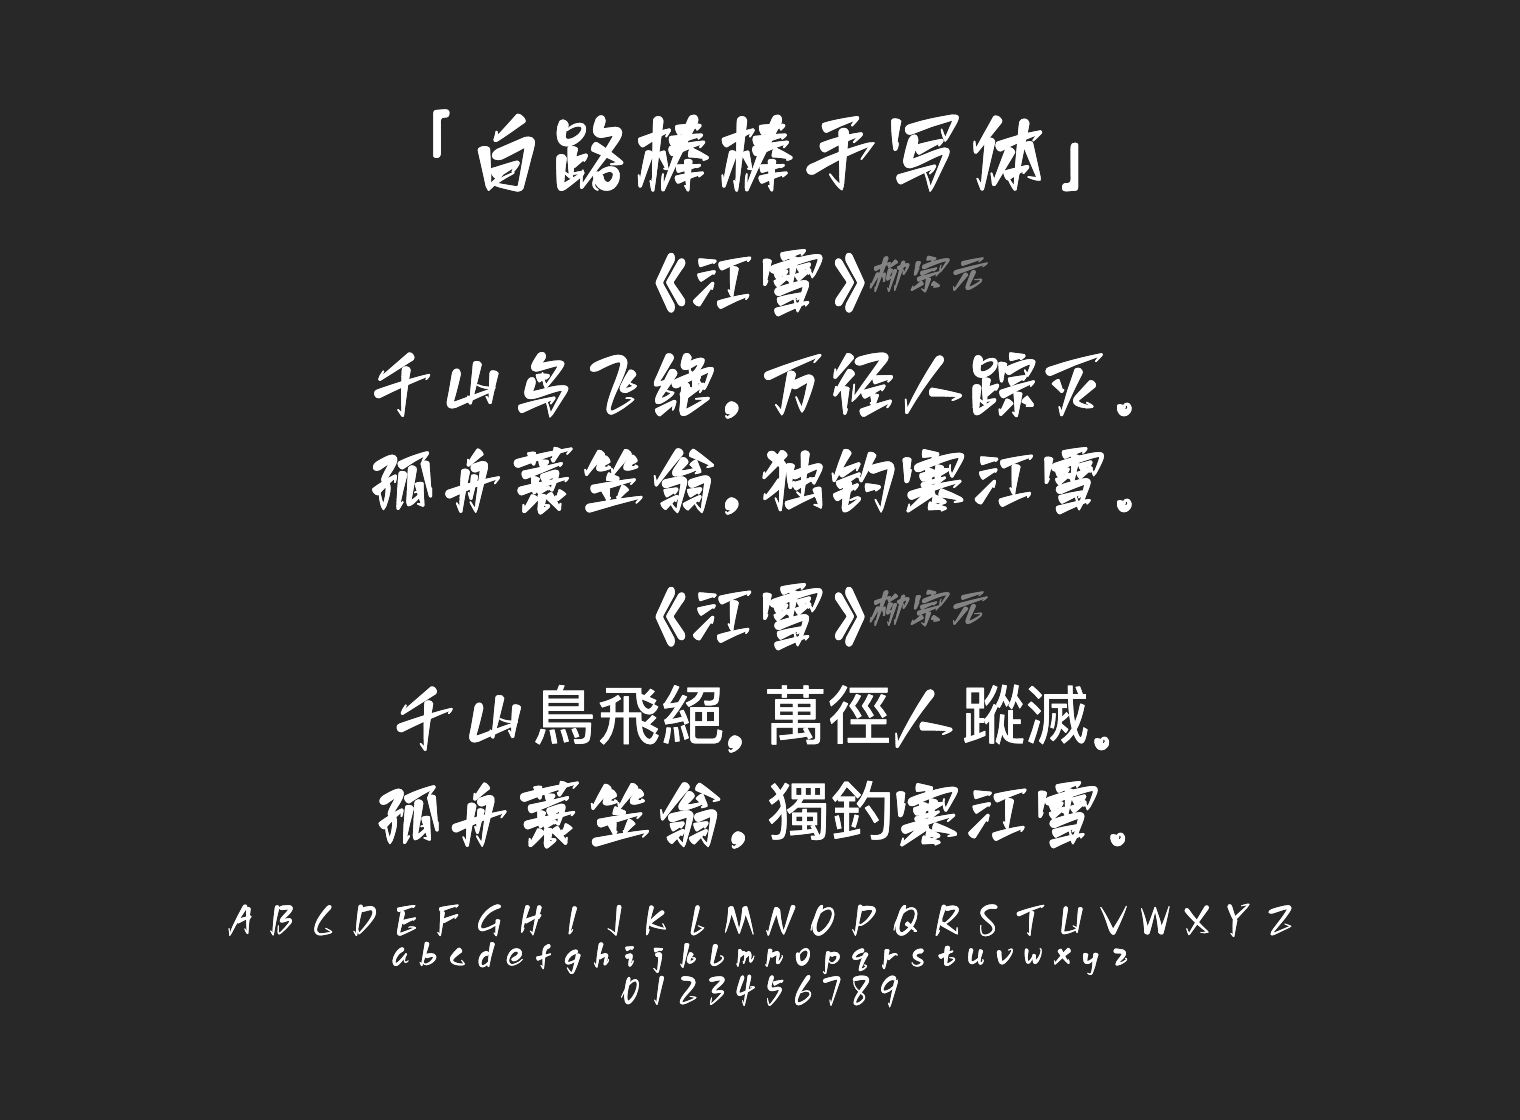 「白路棒棒手写体」
《江雪》柳宗元
千山鸟飞绝，万径人踪灭。
孤舟蓑笠翁，独钓寒江雪。
《江雪》柳宗元
千山鳥飛絕，萬徑人蹤滅。
孤舟蓑笠翁，獨釣寒江雪。
A B C D E F G H I J K L M N O P Q R S T U V W X Y Z
a b c d e f g h i j k l m n o p q r s t u v w x y z
0 1 2 3 4 5 6 7 8 9